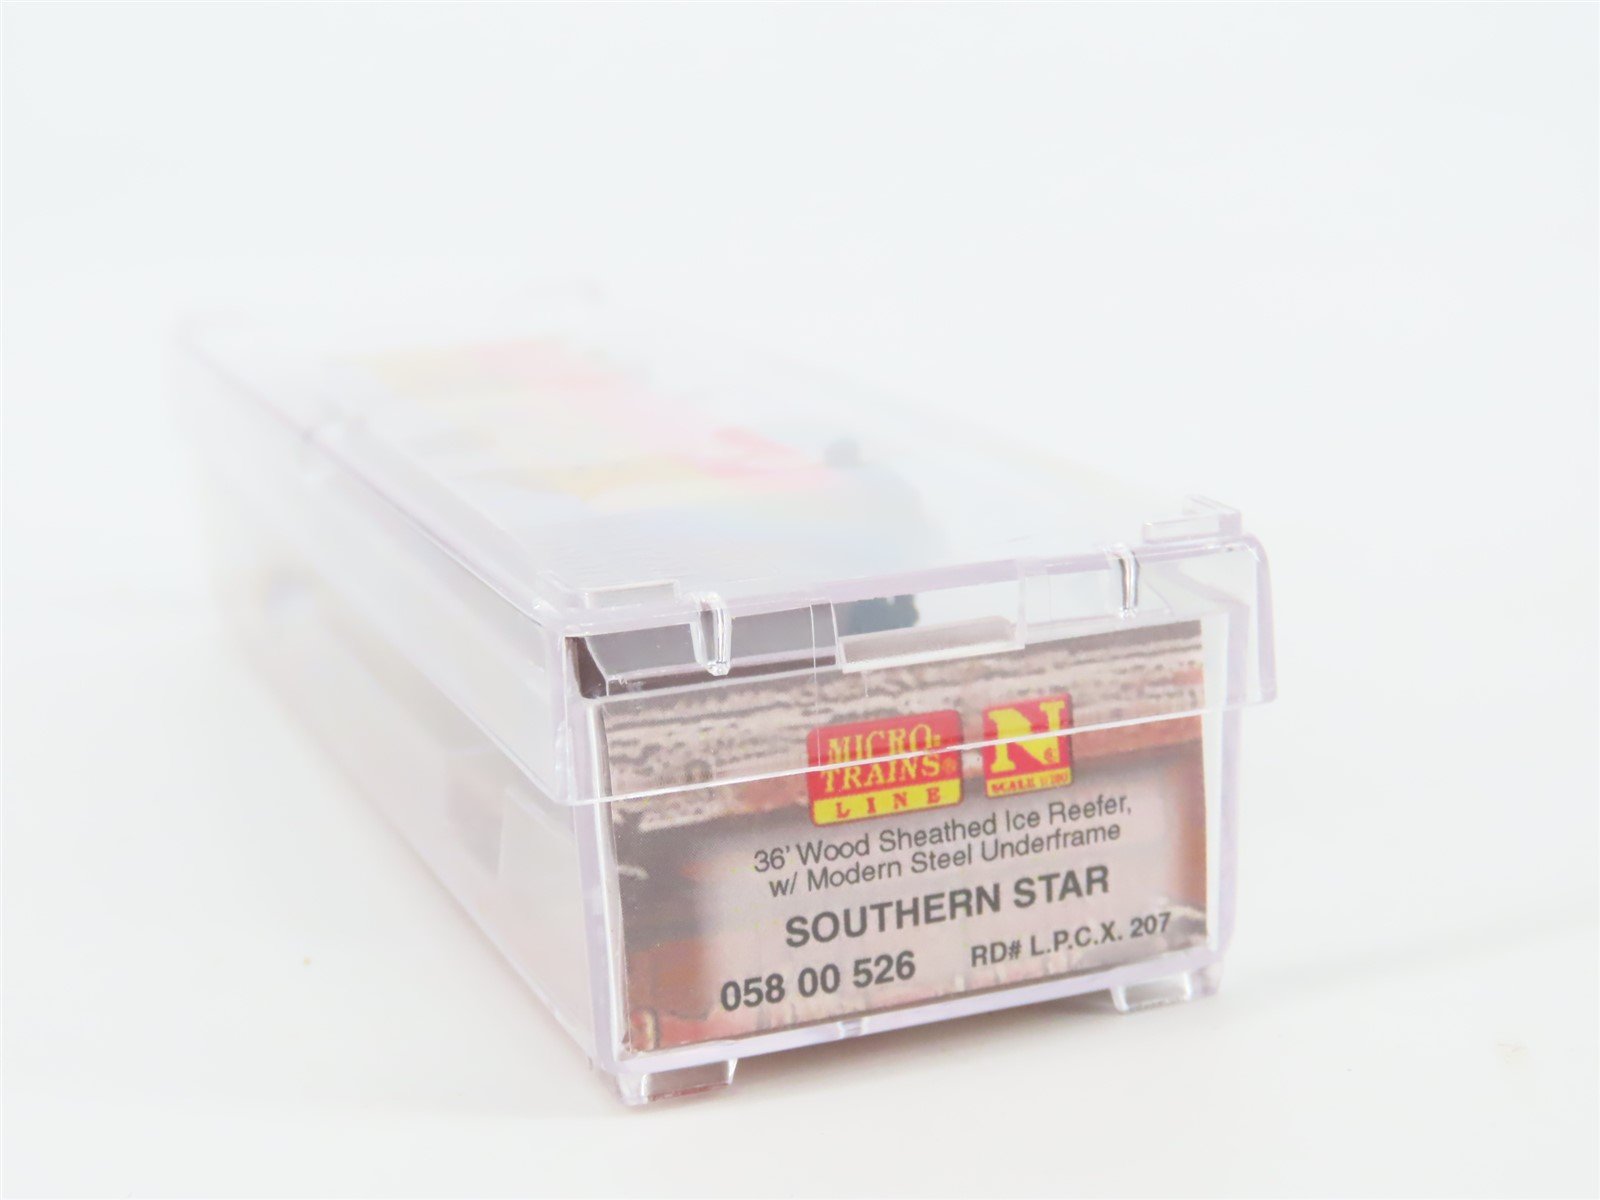 MICRO-
TRAINS®
LINE
N
SCALE 1/160
36' Wood Sheathed Ice Reefer,
w/ Modern Steel Underframe
SOUTHERN STAR
058 00 526 RD# L.P.C.X. 207